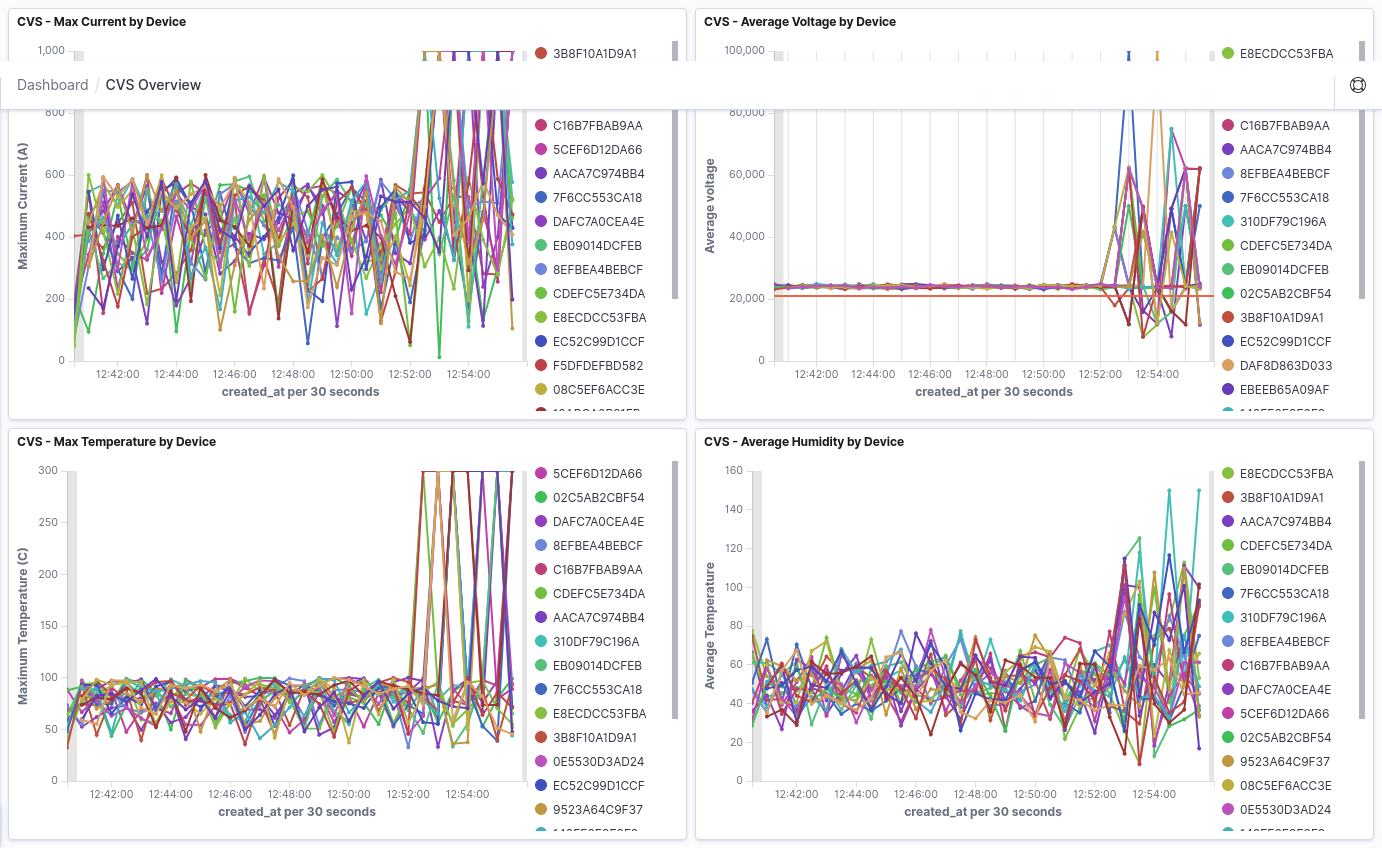 CVS - Max Current by Device
1,000
800
600
400
200
0
Maximum Current (A)
12:42:00 12:44:00 12:46:00 12:48:00 12:50:00 12:52:00 12:54:00
created_at per 30 seconds
3B8F10A1D9A1
C16B7FBAB9AA
5CEF6D12DA66
AACA7C974BB4
7F6CC553CA18
DAFC7A0CEA4E
EB09014DCFEB
8EFBEA4BEBCF
CDEFC5E734DA
E8ECDCC53FBA
EC52C99D1CCF
F5DFDEFBD582
08C5EF6ACC3E
CVS - Average Voltage by Device
100,000
80,000
60,000
40,000
20,000
0
Average voltage
12:42:00 12:44:00 12:46:00 12:48:00 12:50:00 12:52:00 12:54:00
created_at per 30 seconds
E8ECDCC53FBA
C16B7FBAB9AA
AACA7C974BB4
8EFBEA4BEBCF
7F6CC553CA18
310DF79C196A
CDEFC5E734DA
EB09014DCFEB
02C5AB2CBF54
3B8F10A1D9A1
EC52C99D1CCF
DAF8D863D033
EBEEB65A09AF
Dashboard / CVS Overview
CVS - Max Temperature by Device
300
250
200
150
100
50
0
Maximum Temperature (C)
12:42:00 12:44:00 12:46:00 12:48:00 12:50:00 12:52:00 12:54:00
created_at per 30 seconds
5CEF6D12DA66
02C5AB2CBF54
DAFC7A0CEA4E
8EFBEA4BEBCF
C16B7FBAB9AA
CDEFC5E734DA
AACA7C974BB4
310DF79C196A
EB09014DCFEB
7F6CC553CA18
E8ECDCC53FBA
3B8F10A1D9A1
0E5530D3AD24
EC52C99D1CCF
9523A64C9F37
CVS - Average Humidity by Device
160
140
120
100
80
60
40
20
0
Average Temperature
12:42:00 12:44:00 12:46:00 12:48:00 12:50:00 12:52:00 12:54:00
created_at per 30 seconds
E8ECDCC53FBA
3B8F10A1D9A1
AACA7C974BB4
CDEFC5E734DA
EB09014DCFEB
7F6CC553CA18
310DF79C196A
8EFBEA4BEBCF
C16B7FBAB9AA
DAFC7A0CEA4E
5CEF6D12DA66
02C5AB2CBF54
9523A64C9F37
08C5EF6ACC3E
0E5530D3AD24